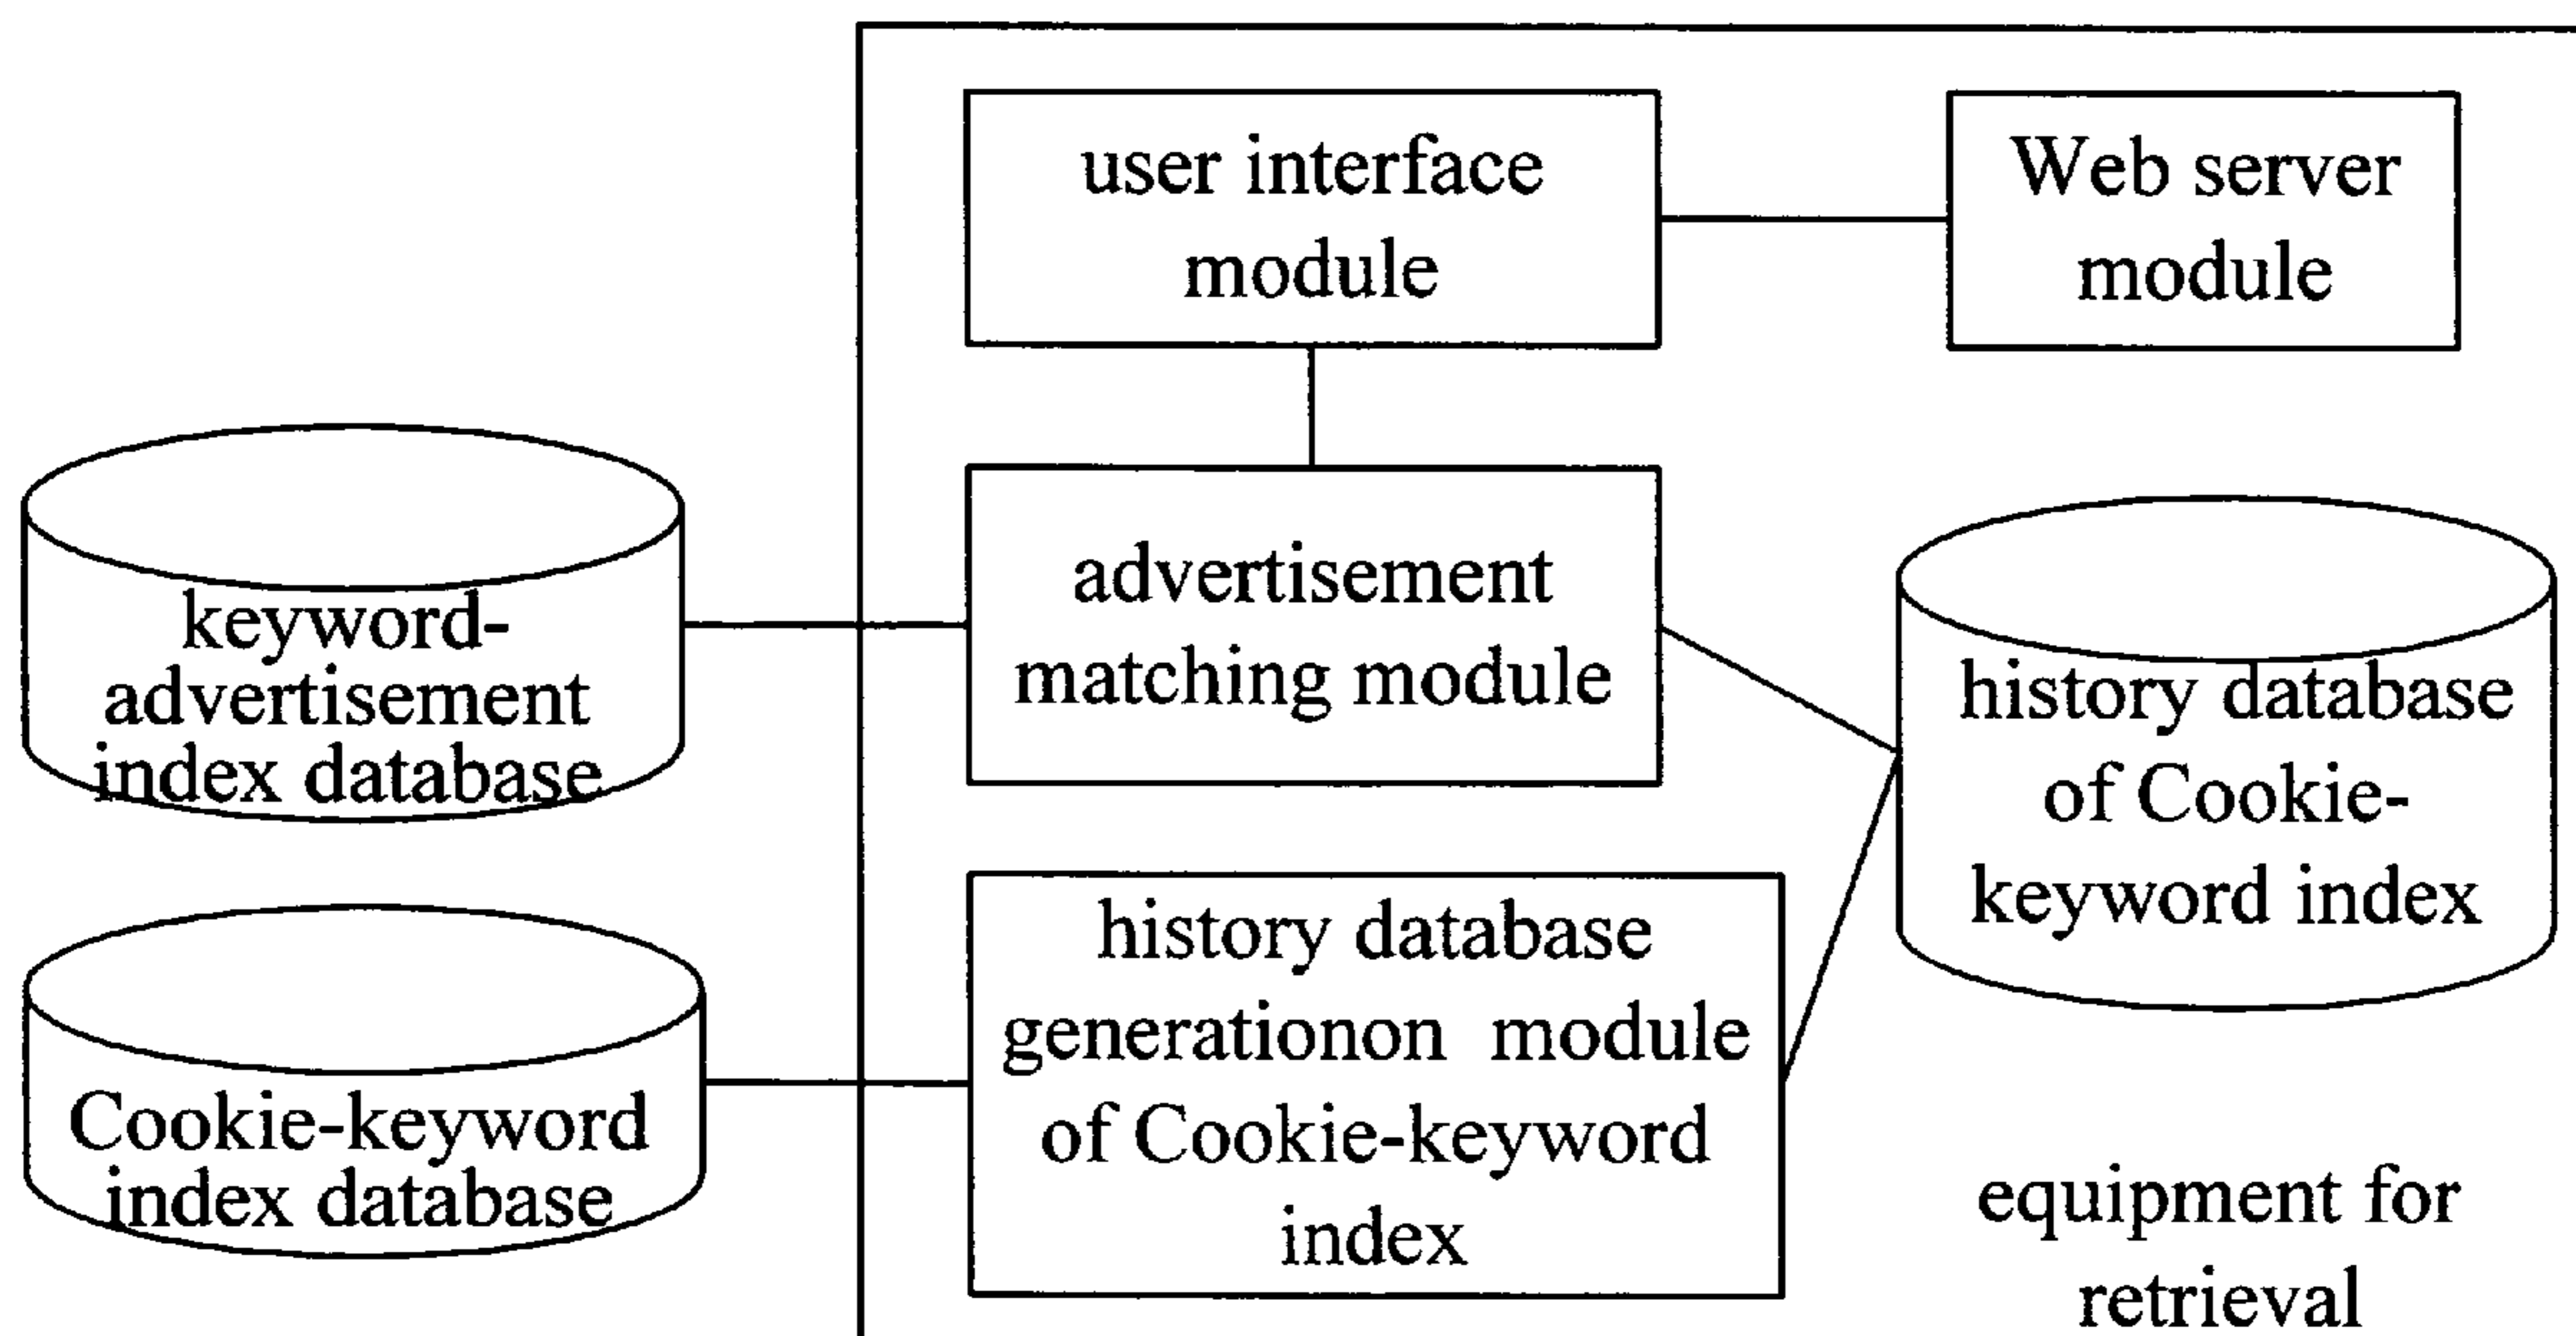 user interface
module
Web server
module
keyword-
advertisement
index database
advertisement
matching module
history database
of Cookie-
keyword index
Cookie-keyword
index database
history database
generationon module
of Cookie-keyword
index
equipment for
retrieval